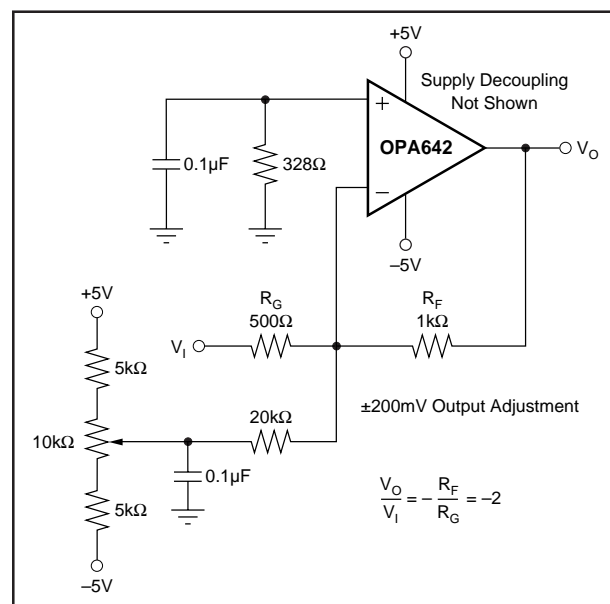 +5V
Supply Decoupling
Not Shown
+
OPA642
−
V_O
0.1µF
328Ω
–5V
+5V
R_G
500Ω
R_F
1kΩ
V_I
5kΩ
±200mV Output Adjustment
20kΩ
10kΩ
0.1µF
5kΩ
V_O / V_I = – R_F / R_G = –2
–5V